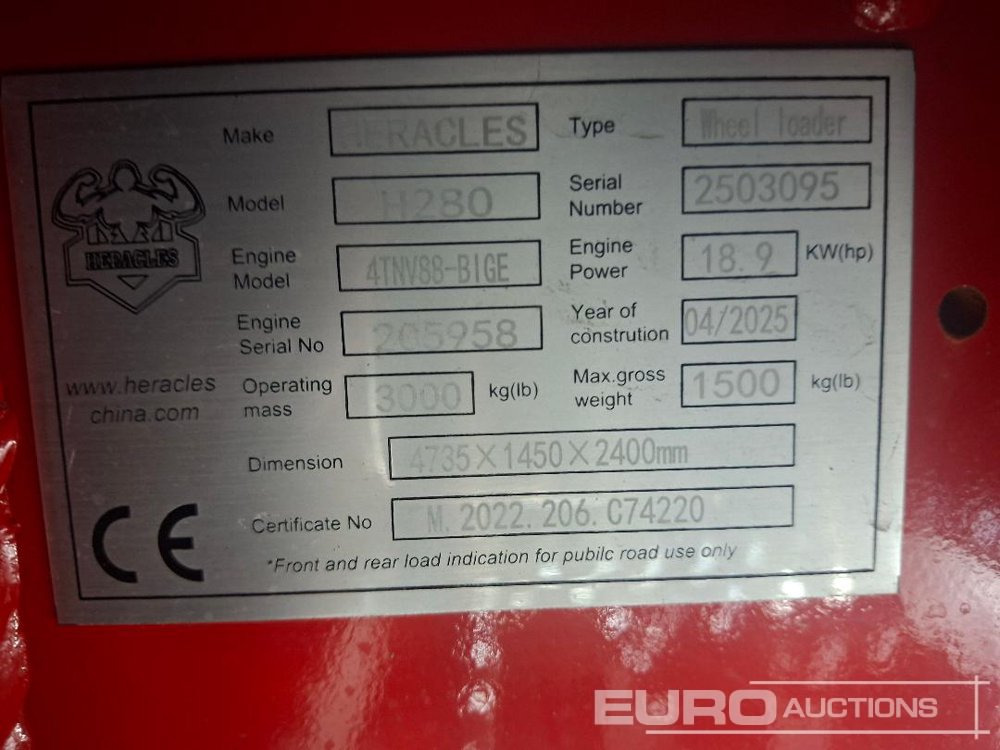 Make HERACLES Type Wheel loader
HERACLES
Model H280 Serial Number 2503095
Engine Model 4TNV88-BIGE Engine Power 18.9 KW(hp)
Engine Serial No 205958 Year of constrution 04/2025
www.heracles
china.com
Operating mass 3000 kg(lb) Max.gross weight 1500 kg(lb)
Dimension 4735×1450×2400mm
Certificate No M.2022.206.C74220
CE
*Front and rear load indication for pubilc road use only
EURO AUCTIONS